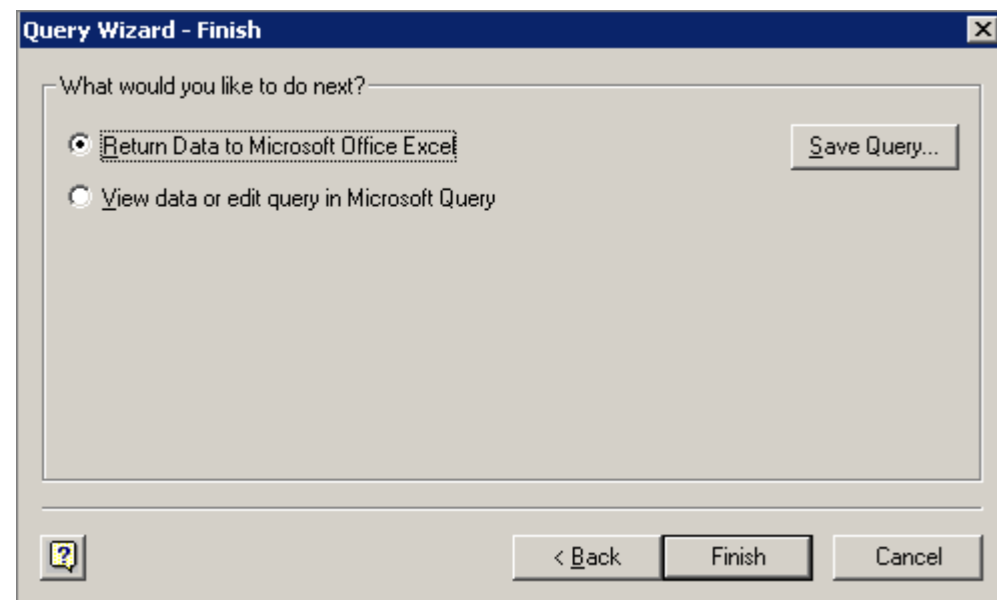 Query Wizard - Finish
What would you like to do next?
Return Data to Microsoft Office Excel
Save Query...
View data or edit query in Microsoft Query
?
< Back
Finish
Cancel